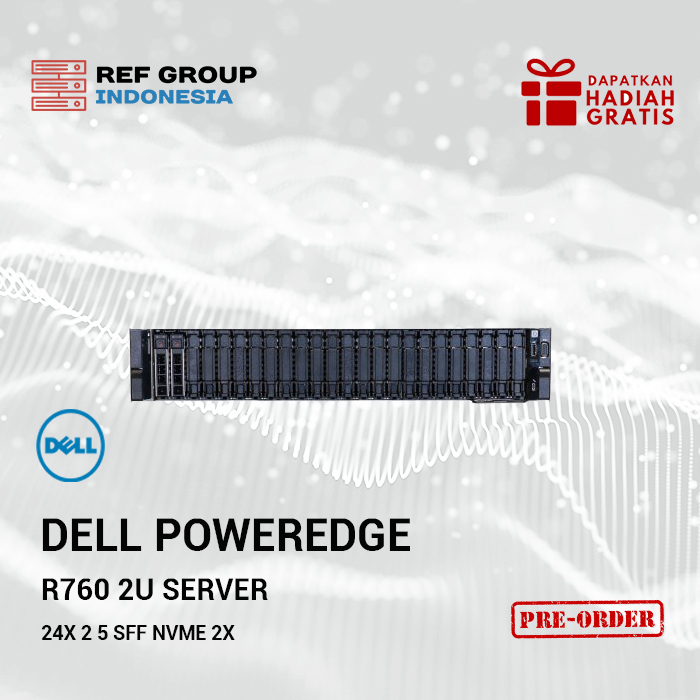 REF GROUP
INDONESIA
DAPATKAN
HADIAH
GRATIS
DELL
DELL POWEREDGE
R760 2U SERVER
24X 2 5 SFF NVME 2X
PRE-ORDER